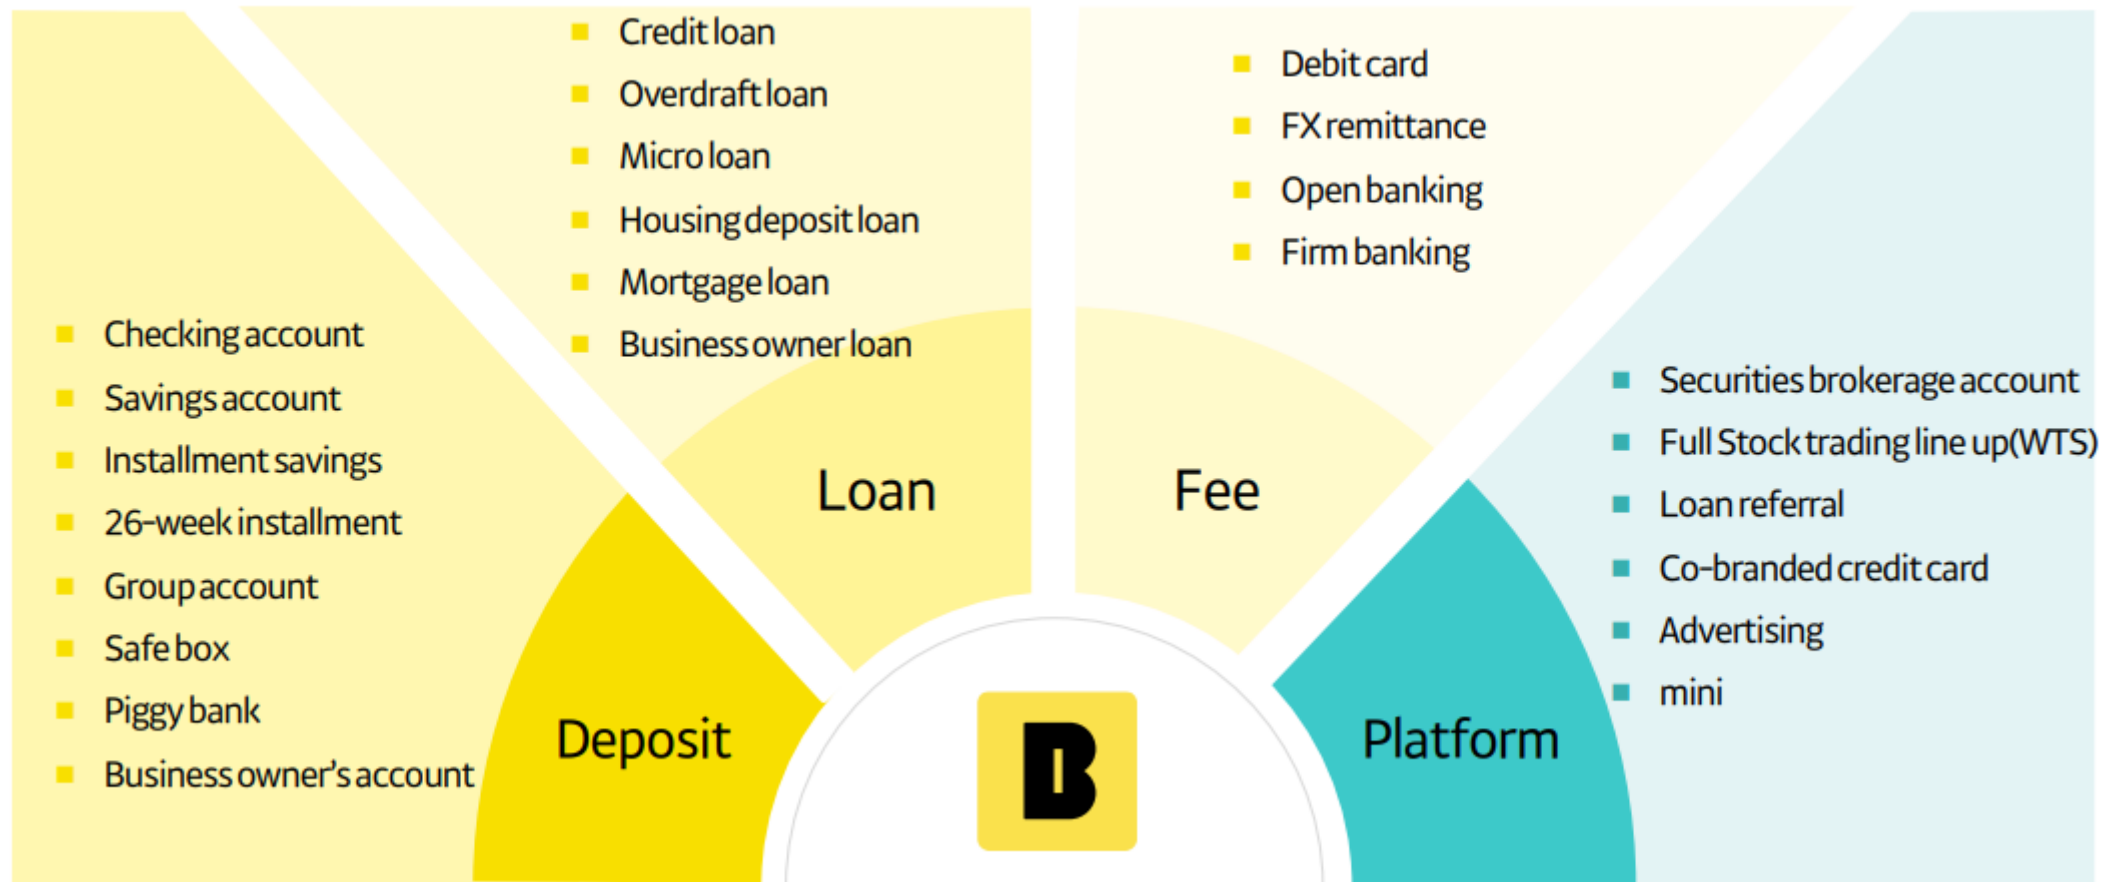 Credit loan
Overdraft loan
Micro loan
Housing deposit loan
Mortgage loan
Business owner loan
Loan
Debit card
FX remittance
Open banking
Firm banking
Fee
Checking account
Savings account
Installment savings
26-week installment
Group account
Safe box
Piggy bank
Business owner's account
Deposit
Securities brokerage account
Full Stock trading line up(WTS)
Loan referral
Co-branded credit card
Advertising
mini
Platform
B